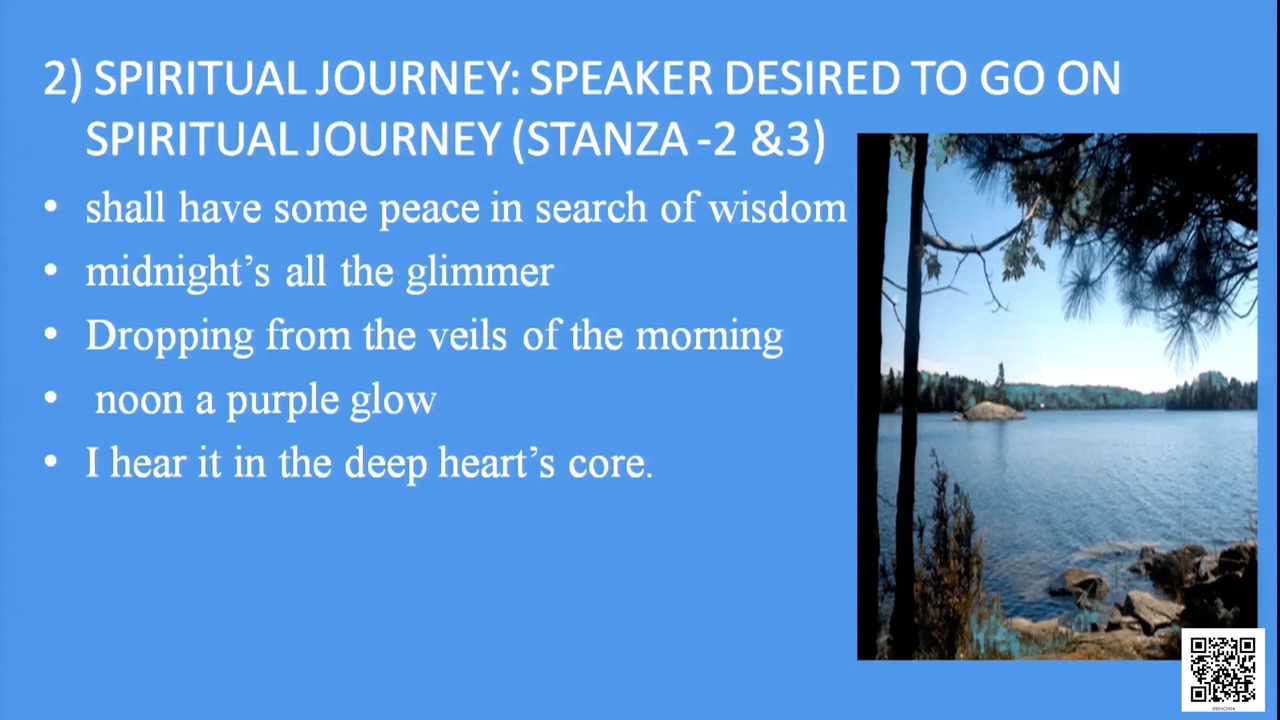 2) SPIRITUAL JOURNEY: SPEAKER DESIRED TO GO ON
SPIRITUAL JOURNEY (STANZA -2 &3)
• shall have some peace in search of wisdom
• midnight’s all the glimmer
• Dropping from the veils of the morning
• noon a purple glow
• I hear it in the deep heart’s core.
0959CH04